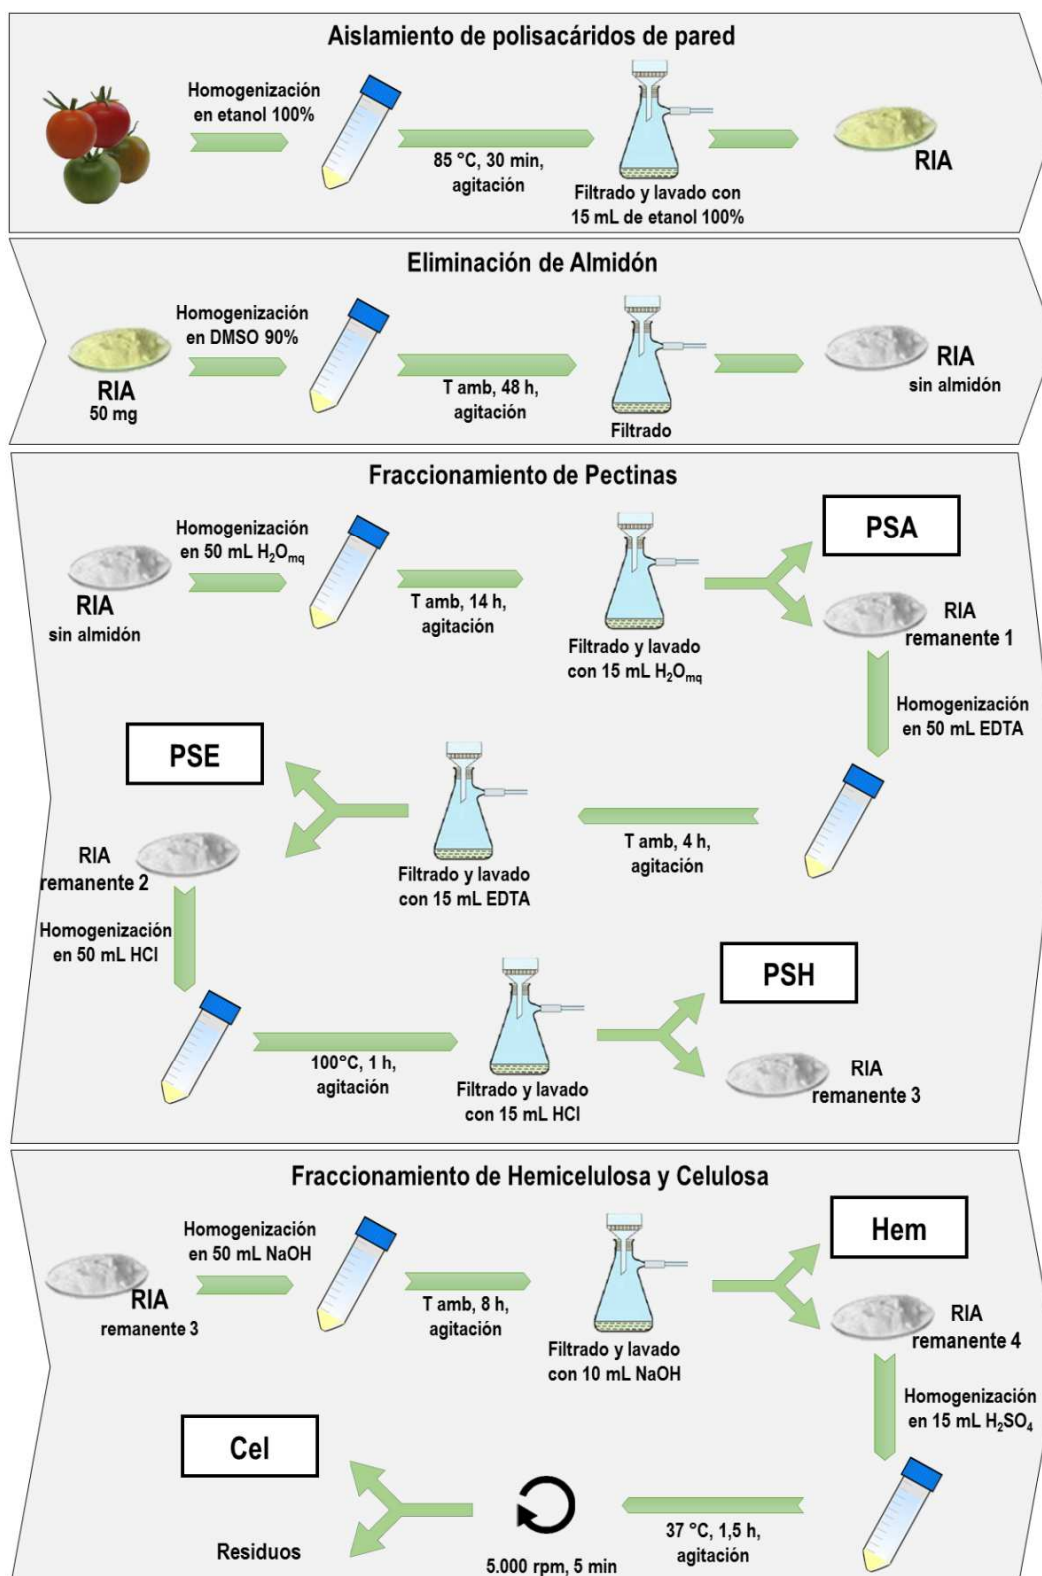 Aislamiento de polisacáridos de pared
Homogenización
en etanol 100%
85 °C, 30 min,
agitación
Filtrado y lavado con
15 mL de etanol 100%
RIA
Eliminación de Almidón
RIA
50 mg
Homogenización
en DMSO 90%
T amb, 48 h,
agitación
Filtrado
RIA
sin almidón
Fraccionamiento de Pectinas
RIA
sin almidón
Homogenización
en 50 mL H₂Omq
T amb, 14 h,
agitación
Filtrado y lavado
con 15 mL H₂Omq
PSA
RIA
remanente 1
Homogenización
en 50 mL EDTA
T amb, 4 h,
agitación
Filtrado y lavado
con 15 mL EDTA
PSE
RIA
remanente 2
Homogenización
en 50 mL HCl
100°C, 1 h,
agitación
Filtrado y lavado
con 15 mL HCl
PSH
RIA
remanente 3
Fraccionamiento de Hemicelulosa y Celulosa
RIA
remanente 3
Homogenización
en 50 mL NaOH
T amb, 8 h,
agitación
Filtrado y lavado
con 10 mL NaOH
Hem
RIA
remanente 4
Homogenización
en 15 mL H₂SO₄
37 °C, 1,5 h,
agitación
5.000 rpm, 5 min
Cel
Residuos